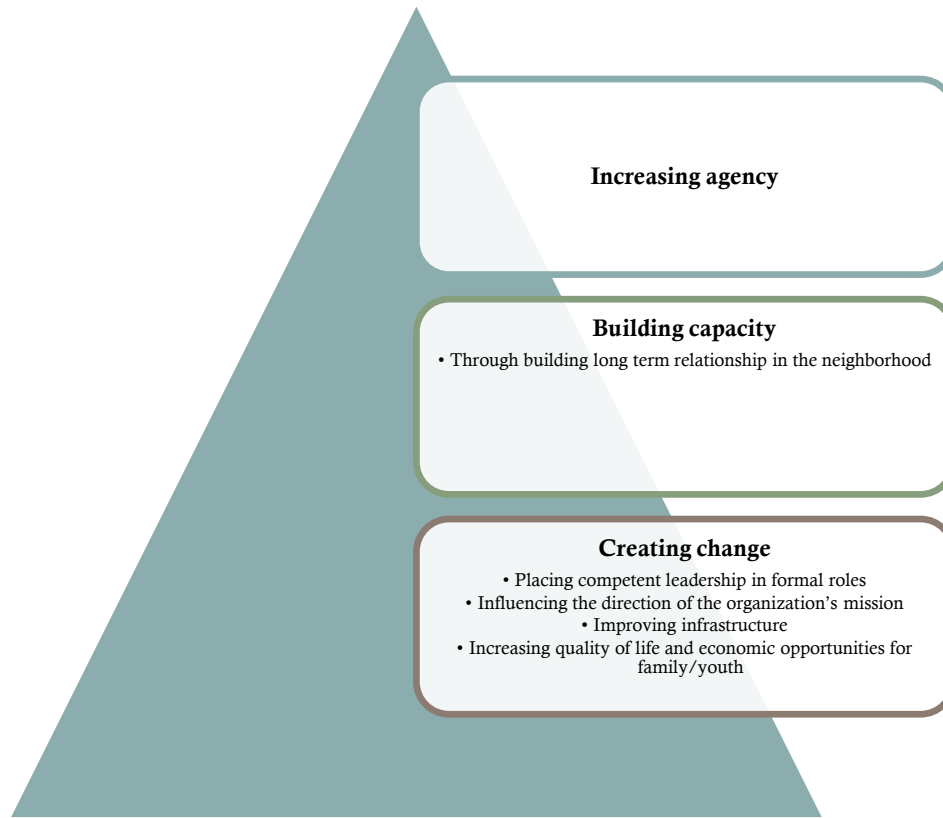 Increasing agency
Building capacity
• Through building long term relationship in the neighborhood
Creating change
• Placing competent leadership in formal roles
• Influencing the direction of the organization’s mission
• Improving infrastructure
• Increasing quality of life and economic opportunities for
family/youth